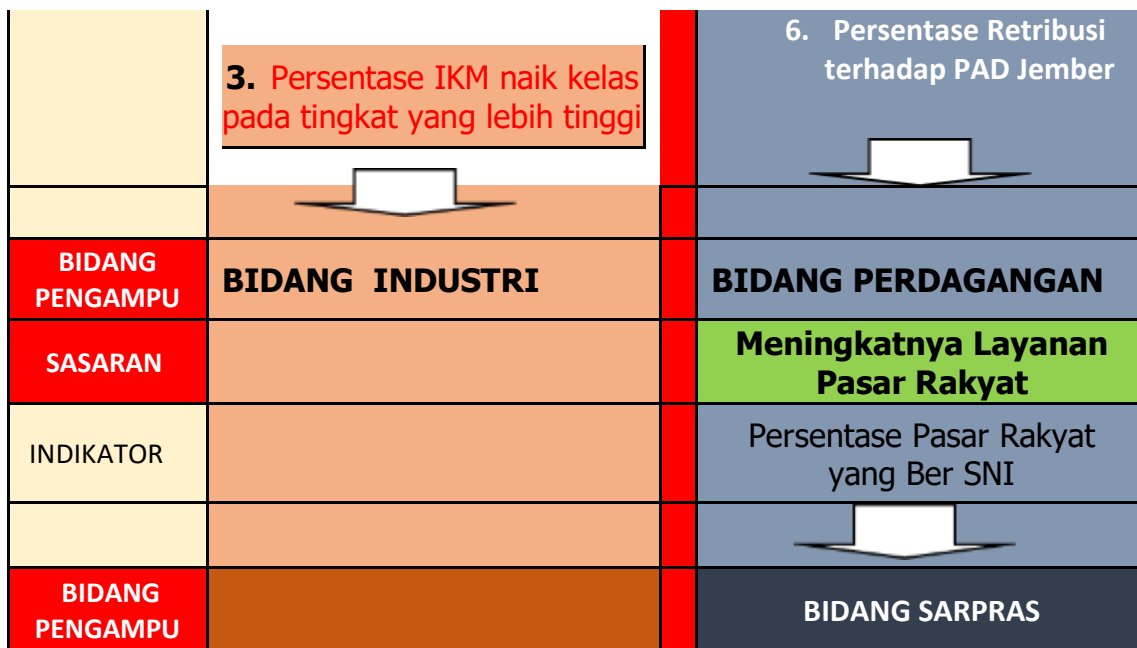 6. Persentase Retribusi
terhadap PAD Jember
3. Persentase IKM naik kelas
pada tingkat yang lebih tinggi
BIDANG
PENGAMPU
BIDANG INDUSTRI
BIDANG PERDAGANGAN
SASARAN
Meningkatnya Layanan
Pasar Rakyat
INDIKATOR
Persentase Pasar Rakyat
yang Ber SNI
BIDANG
PENGAMPU
BIDANG SARPRAS